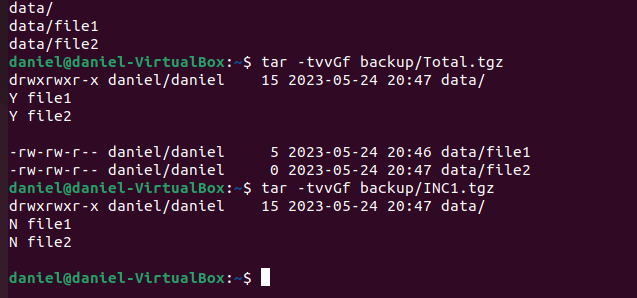 data/
data/file1
data/file2
daniel@daniel-VirtualBox:~$ tar -tvvGf backup/Total.tgz
drwxrwxr-x daniel/daniel    15 2023-05-24 20:47 data/
Y file1
Y file2
-rw-rw-r-- daniel/daniel     5 2023-05-24 20:46 data/file1
-rw-rw-r-- daniel/daniel     0 2023-05-24 20:47 data/file2
daniel@daniel-VirtualBox:~$ tar -tvvGf backup/INC1.tgz
drwxrwxr-x daniel/daniel    15 2023-05-24 20:47 data/
N file1
N file2
daniel@daniel-VirtualBox:~$